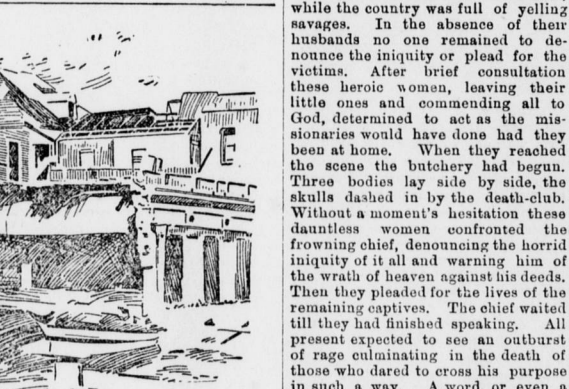 while the country was full of yelling
savages. In the absence of their
husbands no one remained to de-
nounce the iniquity or plead for the
victims. After brief consultation
these heroic women, leaving their
little ones and commending all to
God, determined to act as the mis-
sionaries would have done had they
been at home. When they reached
the scene the butchery had begun.
Three bodies lay side by side, the
skulls dashed in by the death-club.
Without a moment's hesitation these
dauntless women confronted the
frowning chief, denouncing the horrid
iniquity of it all and warning him of
the wrath of heaven against his deeds.
Then they pleaded for the lives of the
remaining captives. The chief waited
till they had finished speaking. All
present expected to see an outburst
of rage culminating in the death of
those who dared to cross his purpose
in such a way. A word or even a